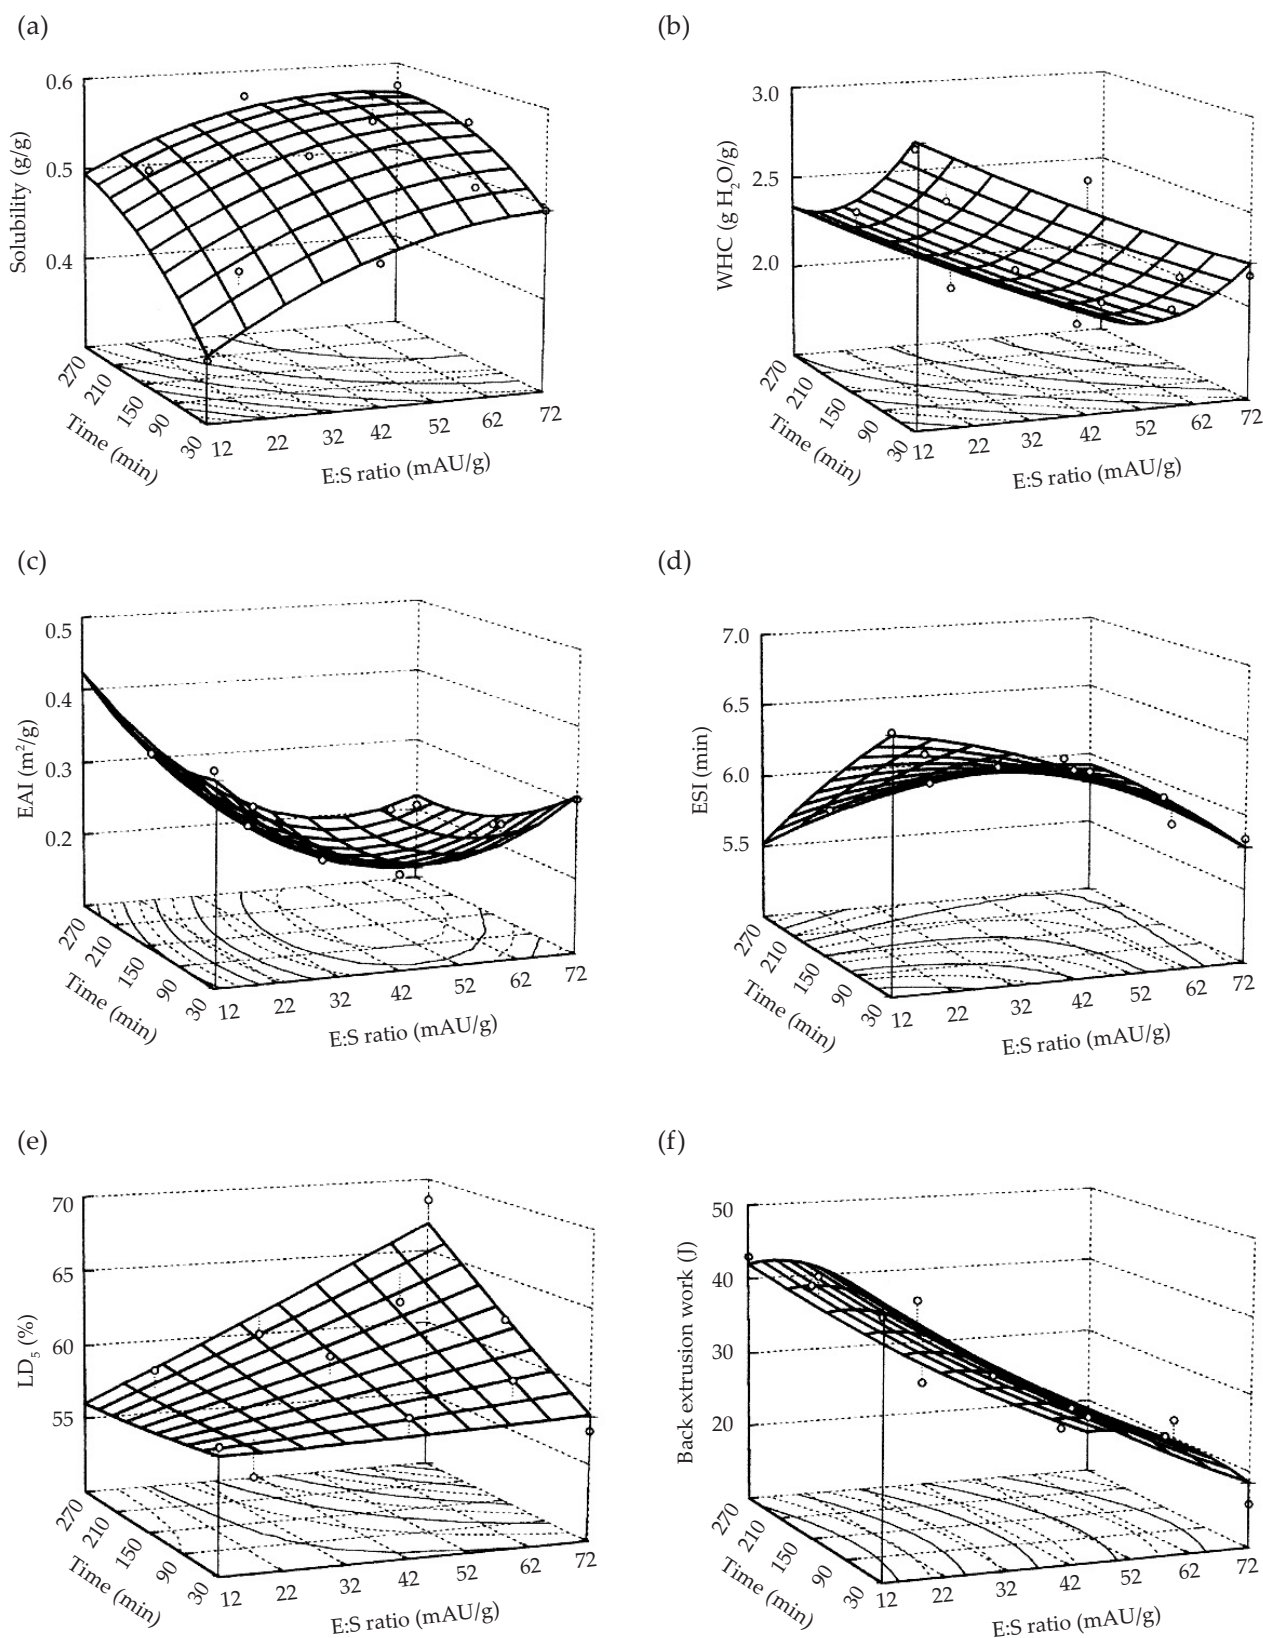 (a)
0.6
0.5
0.4
Solubility (g/g)
270
210
150
90
30
Time (min)
12 22 32 42 52 62 72
E:S ratio (mAU/g)
(b)
3.0
2.5
2.0
WHC (g H₂O/g)
270
210
150
90
30
Time (min)
12 22 32 42 52 62 72
E:S ratio (mAU/g)
(c)
0.5
0.4
0.3
0.2
EAI (m²/g)
270
210
150
90
30
Time (min)
12 22 32 42 52 62 72
E:S ratio (mAU/g)
(d)
7.0
6.5
6.0
5.5
ESI (min)
270
210
150
90
30
Time (min)
12 22 32 42 52 62 72
E:S ratio (mAU/g)
(e)
70
65
60
55
LD₅ (%)
270
210
150
90
30
Time (min)
12 22 32 42 52 62 72
E:S ratio (mAU/g)
(f)
50
40
30
20
Back extrusion work (J)
270
210
150
90
30
Time (min)
12 22 32 42 52 62 72
E:S ratio (mAU/g)